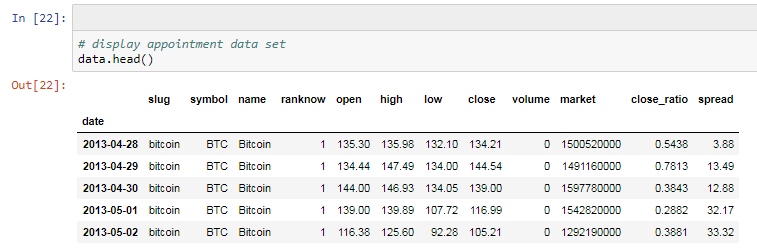 In [22]:
# display appointment data set
data.head()
Out[22]:
slug symbol name ranknow open high low close volume market close_ratio spread
date
2013-04-28 bitcoin BTC Bitcoin 1 135.30 135.98 132.10 134.21 0 1500520000 0.5438 3.88
2013-04-29 bitcoin BTC Bitcoin 1 134.44 147.49 134.00 144.54 0 1491160000 0.7813 13.49
2013-04-30 bitcoin BTC Bitcoin 1 144.00 146.93 134.05 139.00 0 1597780000 0.3843 12.88
2013-05-01 bitcoin BTC Bitcoin 1 139.00 139.89 107.72 116.99 0 1542820000 0.2882 32.17
2013-05-02 bitcoin BTC Bitcoin 1 116.38 125.60 92.28 105.21 0 1292190000 0.3881 33.32